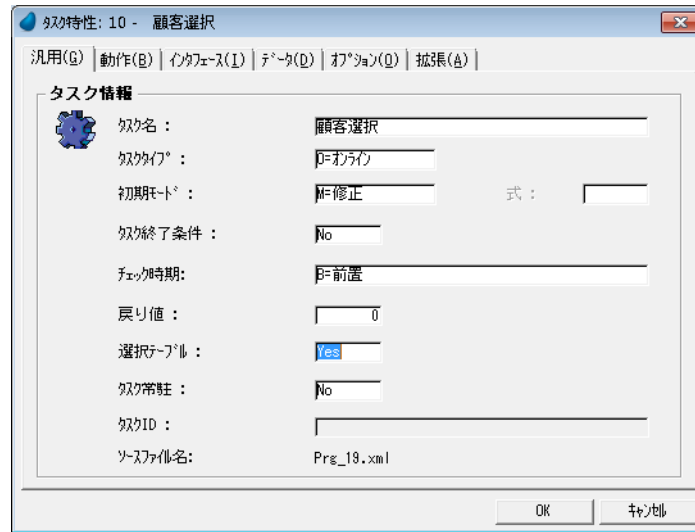 ﾀｽｸ特性: 10 -　顧客選択
汎用(G) 動作(B) ｲﾝﾀﾌｪｰｽ(I) ﾃﾞｰﾀ(D) ｵﾌﾟｼｮﾝ(O) 拡張(A)
タスク情報
ﾀｽｸ名： 顧客選択
ﾀｽｸﾀｲﾌﾟ： O=ｵﾝﾗｲﾝ
初期ﾓｰﾄﾞ： M=修正 式：
ﾀｽｸ終了条件： No
ﾁｪｯｸ時期: B=前置
戻り値： 0
選択ﾃｰﾌﾞﾙ： Yes
ﾀｽｸ常駐： No
ﾀｽｸID：
ｿｰｽﾌｧｲﾙ名: Prg_19.xml
OK ｷｬﾝｾﾙ